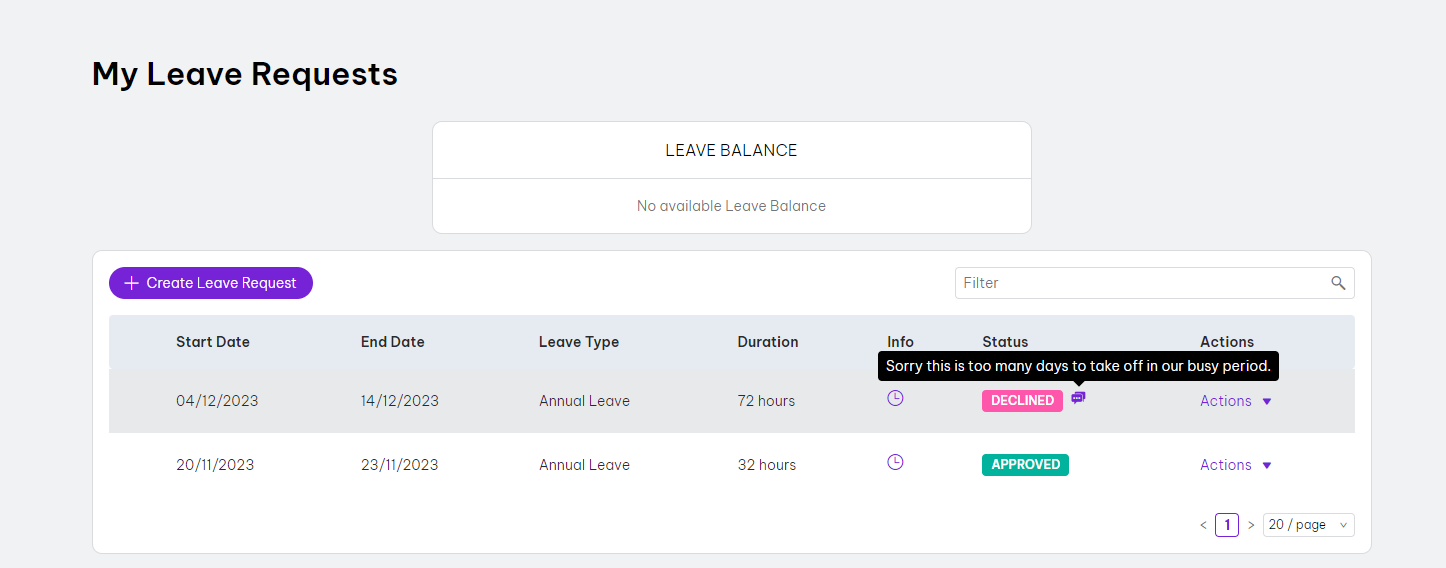 My Leave Requests
LEAVE BALANCE
No available Leave Balance
Create Leave Request
Filter
Start Date End Date Leave Type Duration Info Status Actions
Sorry this is too many days to take off in our busy period.
04/12/2023 14/12/2023 Annual Leave 72 hours DECLINED Actions
20/11/2023 23/11/2023 Annual Leave 32 hours APPROVED Actions
< 1 > 20 / page